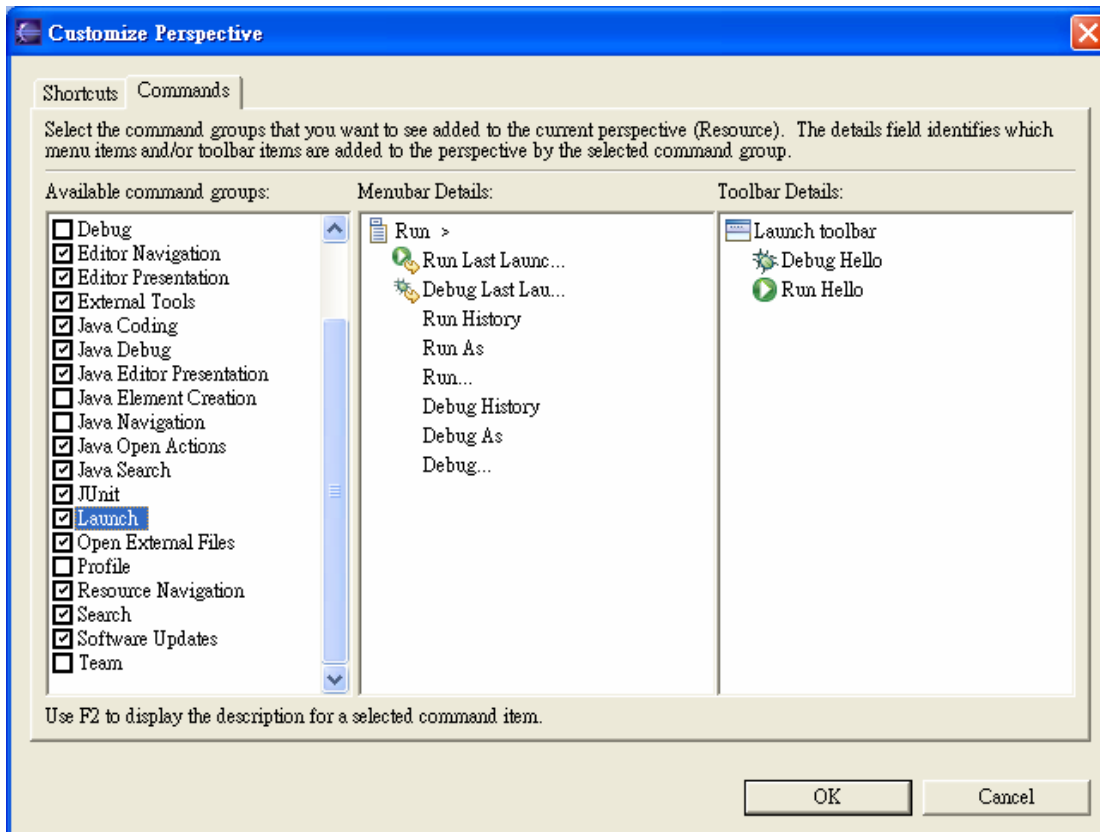 Customize Perspective
Shortcuts
Commands
Select the command groups that you want to see added to the current perspective (Resource). The details field identifies which
menu items and/or toolbar items are added to the perspective by the selected command group.
Available command groups:
Debug
Editor Navigation
Editor Presentation
External Tools
Java Coding
Java Debug
Java Editor Presentation
Java Element Creation
Java Navigation
Java Open Actions
Java Search
JUnit
Launch
Open External Files
Profile
Resource Navigation
Search
Software Updates
Team
Menubar Details:
Run >
Run Last Launc...
Debug Last Lau...
Run History
Run As
Run...
Debug History
Debug As
Debug...
Toolbar Details:
Launch toolbar
Debug Hello
Run Hello
Use F2 to display the description for a selected command item.
OK
Cancel